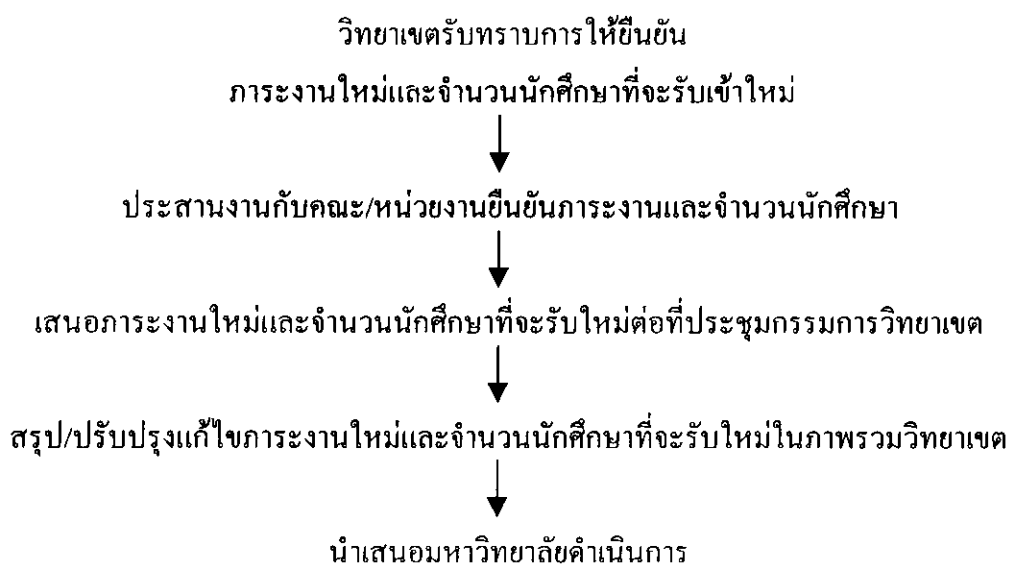 วิทยาเขตรับทราบการให้ยืนยัน
ภาระงานใหม่และจำนวนนักศึกษาที่จะรับเข้าใหม่
ประสานงานกับคณะ/หน่วยงานยืนยันภาระงานและจำนวนนักศึกษา
เสนอภาระงานใหม่และจำนวนนักศึกษาที่จะรับใหม่ต่อที่ประชุมกรรมการวิทยาเขต
สรุป/ปรับปรุงแก้ไขภาระงานใหม่และจำนวนนักศึกษาที่จะรับใหม่ในภาพรวมวิทยาเขต
นำเสนอมหาวิทยาลัยดำเนินการ